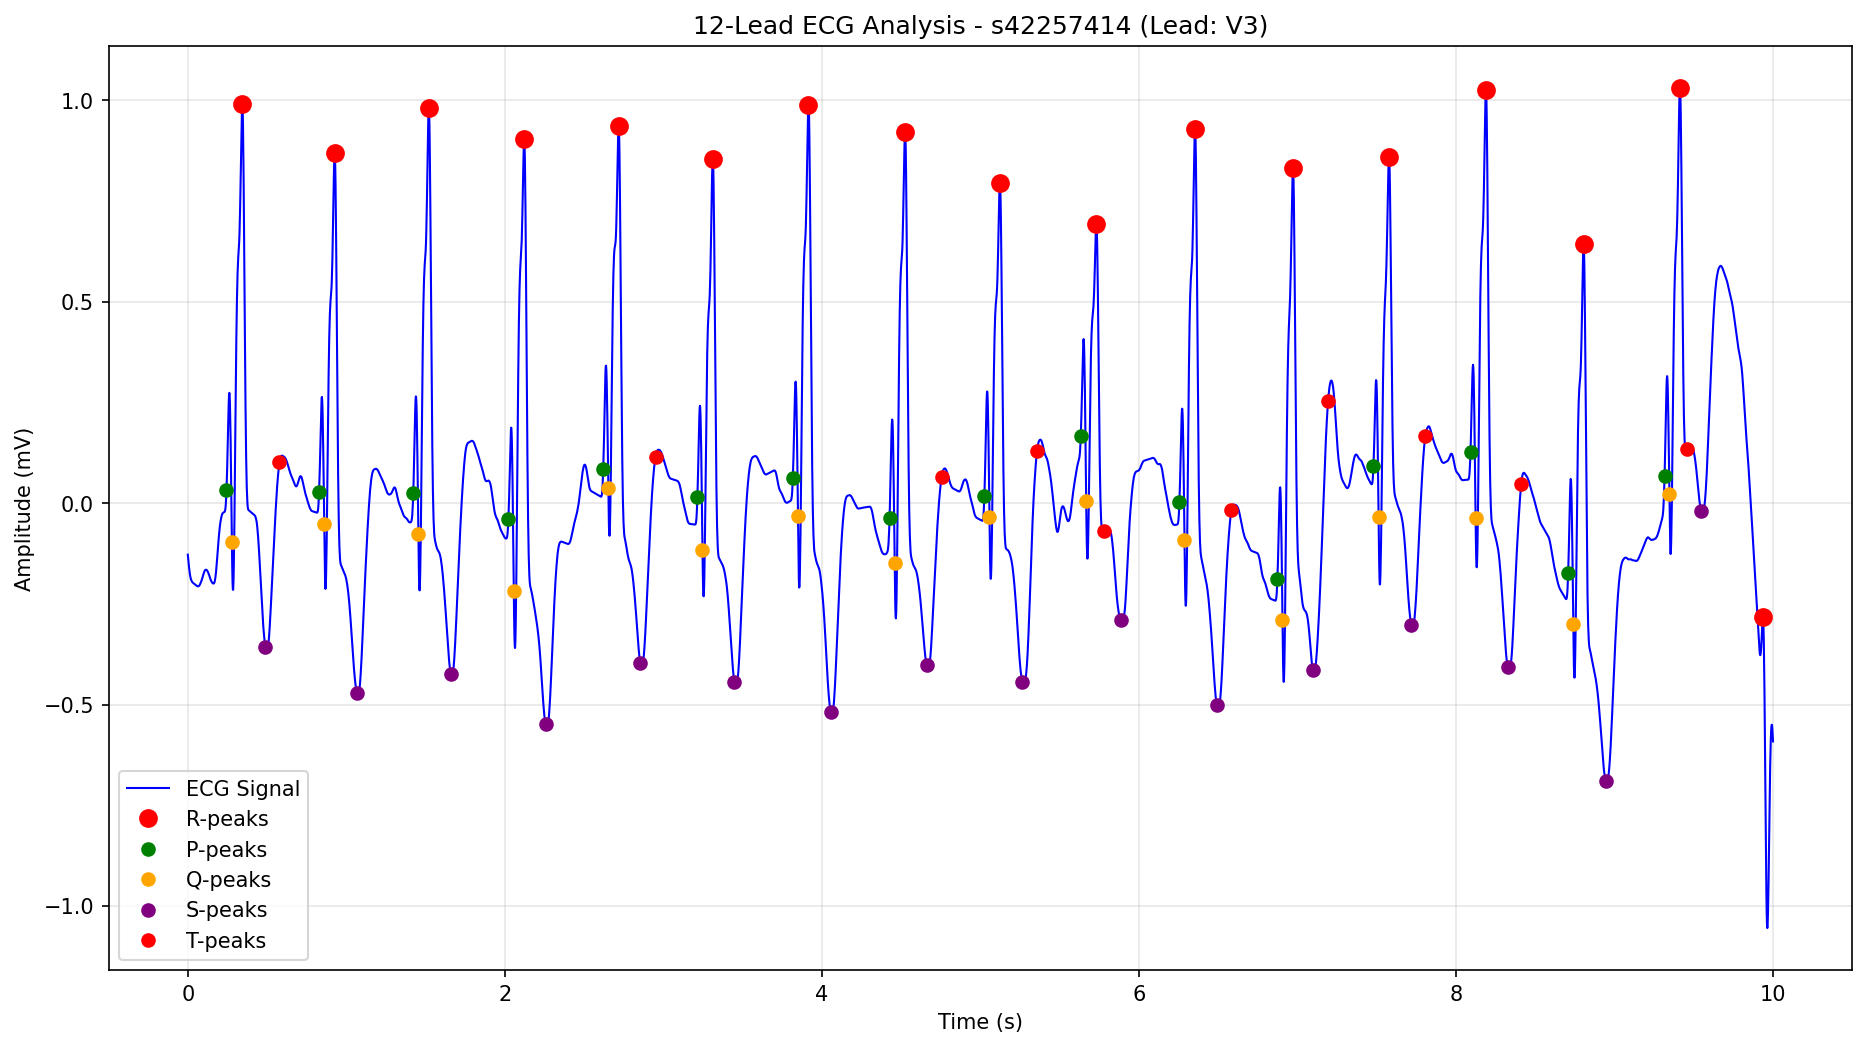 12-Lead ECG Analysis - s42257414 (Lead: V3)
Amplitude (mV)
1.0
0.5
0.0
−0.5
−1.0
ECG Signal
R-peaks
P-peaks
Q-peaks
S-peaks
T-peaks
0 2 4 6 8 10
Time (s)